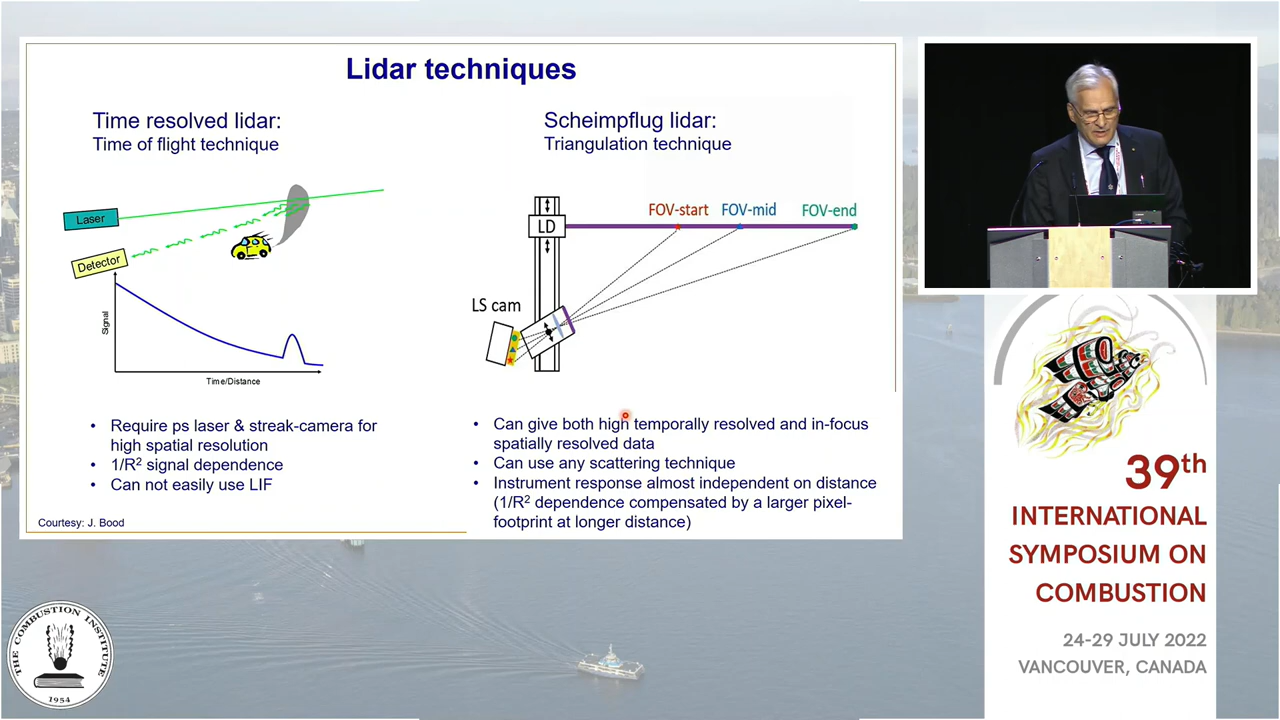 Lidar techniques
Time resolved lidar:
Time of flight technique
Laser
Detector
Signal
Time/Distance
• Require ps laser & streak-camera for
high spatial resolution
• 1/R² signal dependence
• Can not easily use LIF
Courtesy: J. Bood
Scheimpflug lidar:
Triangulation technique
FOV-start
FOV-mid
FOV-end
LD
LS cam
• Can give both high temporally resolved and in-focus
spatially resolved data
• Can use any scattering technique
• Instrument response almost independent on distance
(1/R² dependence compensated by a larger pixel-
footprint at longer distance)
39th
INTERNATIONAL
SYMPOSIUM ON
COMBUSTION
24-29 JULY 2022
VANCOUVER, CANADA
THE COMBUSTION INSTITUTE
1954